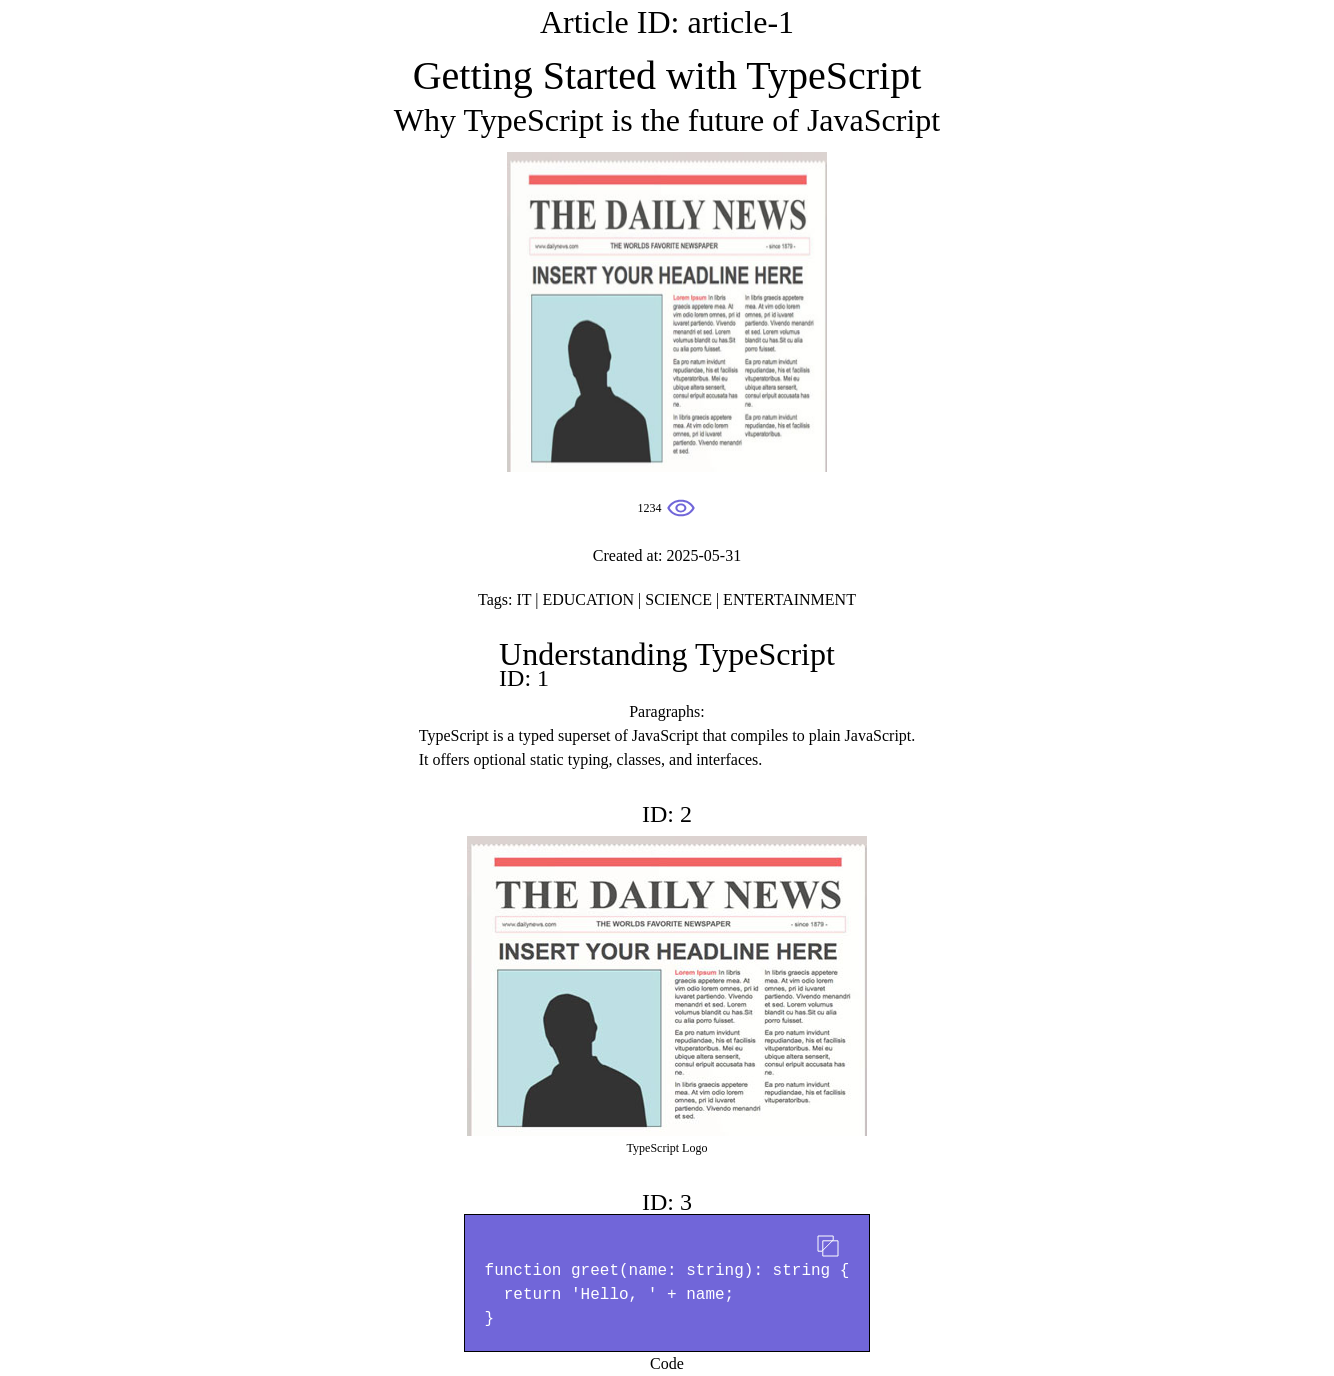 Article ID: article-1
Getting Started with TypeScript
Why TypeScript is the future of JavaScript
THE DAILY NEWS
www.dailynews.com THE WORLDS FAVORITE NEWSPAPER - since 1879 -
INSERT YOUR HEADLINE HERE
Lorem Ipsum In libris
graecis appetere
mea. At
vim odio lorem
omnes, pri id
iuvaret partiendo. Vivendo
menandri et sed. Lorem
volumus blandit cu has.Sit
cu alia porro fuisset.
Ea pro natum invidunt
repudiandae, his et facilisis
vituperatoribus. Mei eu
ubique altera senserit,
consul eripuit accusata has
ne.
In libris graecis appetere
mea. At vim odio lorem
omnes, pri id iuvaret
partiendo. Vivendo menandri
et sed.
In libris graecis appetere
mea. At vim odio lorem
omnes, pri id iuvaret
partiendo. Vivendo menandri
et sed. Lorem volumus
blandit cu has.Sit cu alia
porro fuisset.
Ea pro natum invidunt
repudiandae, his et facilisis
vituperatoribus. Mei eu
ubique altera senserit,
consul eripuit accusata has
ne.
Ea pro natum invidunt
repudiandae, his et facilisis
vituperatoribus.
1234
Created at: 2025-05-31
Tags: IT | EDUCATION | SCIENCE | ENTERTAINMENT
Understanding TypeScript
ID: 1
Paragraphs:
TypeScript is a typed superset of JavaScript that compiles to plain JavaScript.
It offers optional static typing, classes, and interfaces.
ID: 2
THE DAILY NEWS
www.dailynews.com THE WORLDS FAVORITE NEWSPAPER - since 1879 -
INSERT YOUR HEADLINE HERE
Lorem Ipsum In libris
graecis appetere mea. At
vim odio lorem omnes, pri id
iuvaret partiendo. Vivendo
menandri et sed. Lorem
volumus blandit cu has.Sit
cu alia porro fuisset.
Ea pro natum invidunt
repudiandae, his et facilisis
vituperatoribus. Mei eu
ubique altera senserit,
consul eripuit accusata has
ne.
In libris graecis appetere
mea. At vim odio lorem
omnes, pri id iuvaret
partiendo. Vivendo menandri
et sed.
In libris graecis appetere
mea. At vim odio lorem
omnes, pri id iuvaret
partiendo. Vivendo menandri
et sed. Lorem volumus
blandit cu has.Sit cu alia
porro fuisset.
Ea pro natum invidunt
repudiandae, his et facilisis
vituperatoribus. Mei eu
ubique altera senserit,
consul eripuit accusata has
ne.
Ea pro natum invidunt
repudiandae, his et facilisis
vituperatoribus.
TypeScript Logo
ID: 3
function greet(name: string): string {
  return 'Hello, ' + name;
}
Code